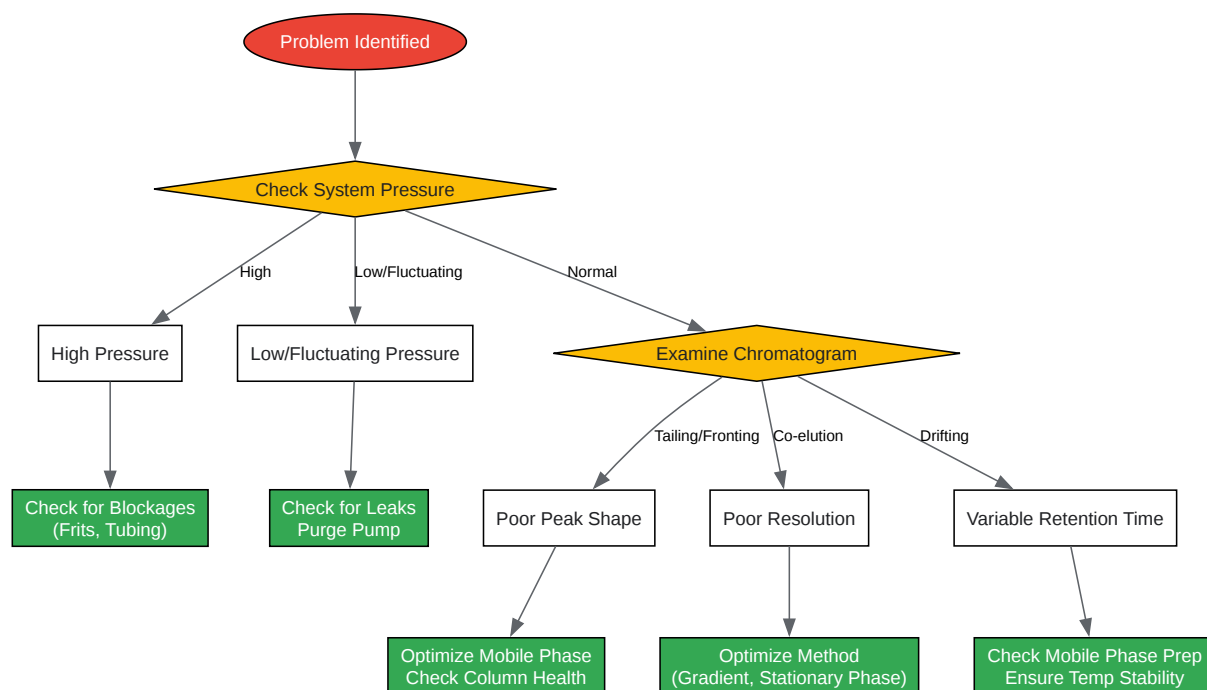 Problem Identified
Check System Pressure
High
Low/Fluctuating
Normal
High Pressure
Low/Fluctuating Pressure
Examine Chromatogram
Tailing/Fronting
Co-elution
Drifting
Check for Blockages
(Frits, Tubing)
Check for Leaks
Purge Pump
Poor Peak Shape
Poor Resolution
Variable Retention Time
Optimize Mobile Phase
Check Column Health
Optimize Method
(Gradient, Stationary Phase)
Check Mobile Phase Prep
Ensure Temp Stability